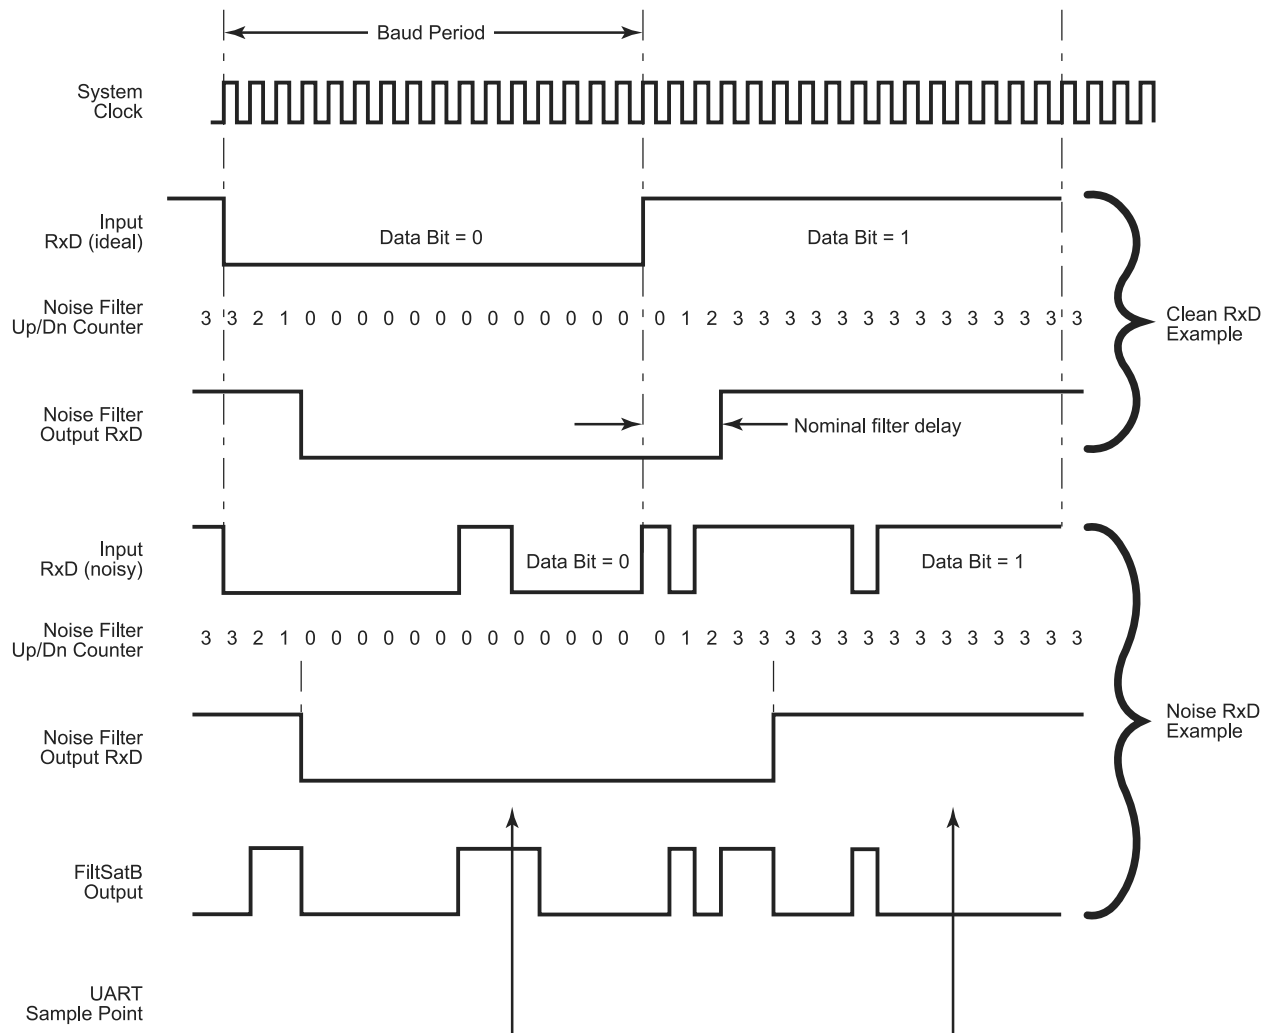 Baud Period
System
Clock
Input
RxD (ideal)
Data Bit = 0
Data Bit = 1
Noise Filter
Up/Dn Counter
3 3 2 1 0 0 0 0 0 0 0 0 0 0 0 0 0 0 1 2 3 3 3 3 3 3 3 3 3 3 3 3 3 3
Clean RxD
Example
Noise Filter
Output RxD
Nominal filter delay
Input
RxD (noisy)
Data Bit = 0
Data Bit = 1
Noise Filter
Up/Dn Counter
3 3 2 1 0 0 0 0 0 0 0 0 0 0 0 0 0 0 1 2 3 3 3 3 3 3 3 3 3 3 3 3 3 3
Noise RxD
Example
Noise Filter
Output RxD
FiltSatB
Output
UART
Sample Point